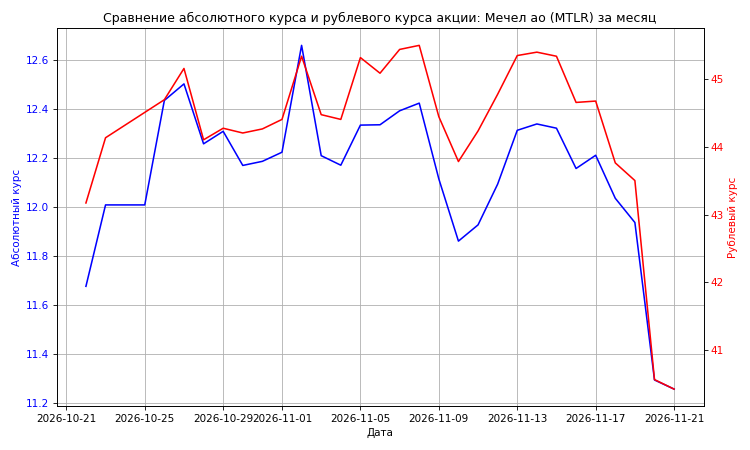 Сравнение абсолютного курса и рублевого курса акции: Мечел ао (MTLR) за месяц
12.6
12.4
12.2
12.0
11.8
11.6
11.4
11.2
Абсолютный курс
45
44
43
42
41
Рублевый курс
2026-10-21 2026-10-25 2026-10-29 2026-11-01 2026-11-05 2026-11-09 2026-11-13 2026-11-17 2026-11-21
Дата